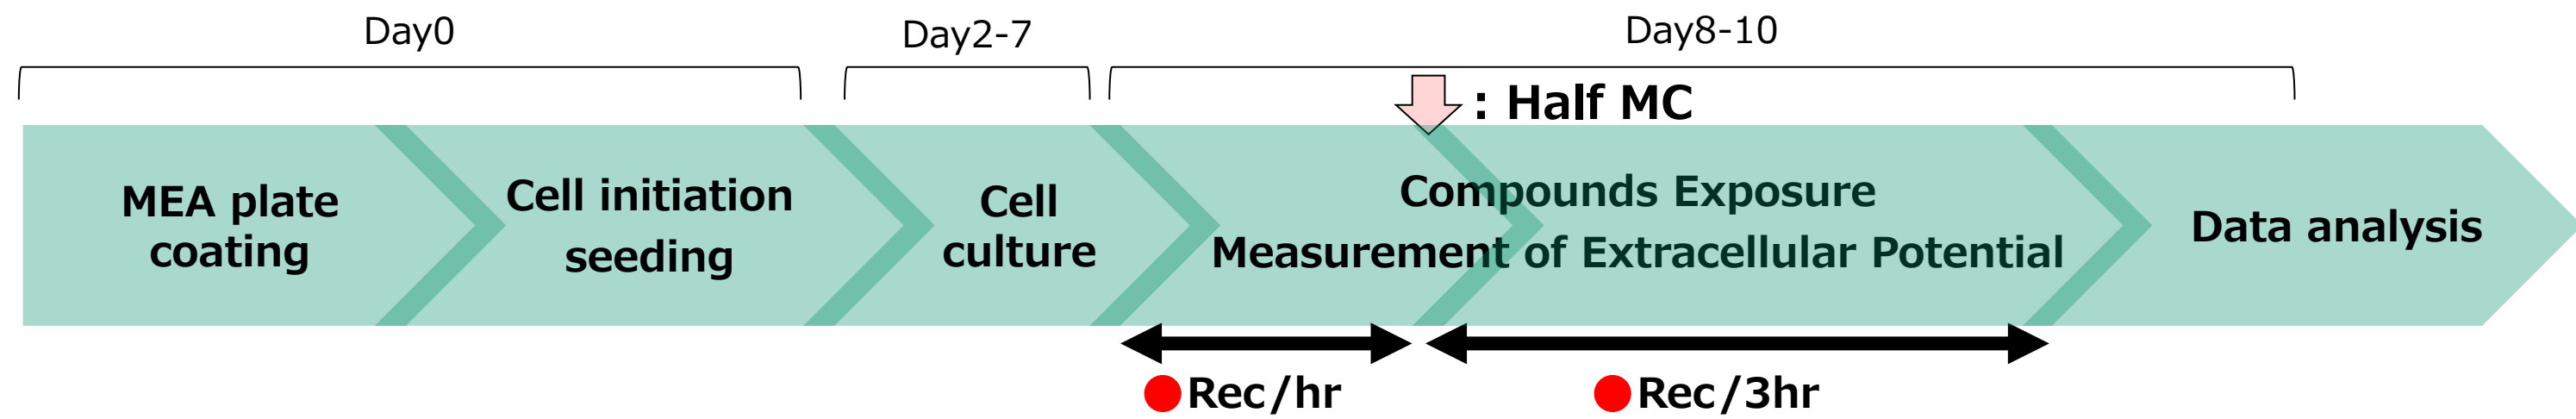 Day0
Day2-7
Day8-10
: Half MC
MEA plate
coating
Cell initiation
seeding
Cell
culture
Compounds Exposure
Measurement of Extracellular Potential
Data analysis
Rec/hr
Rec/3hr